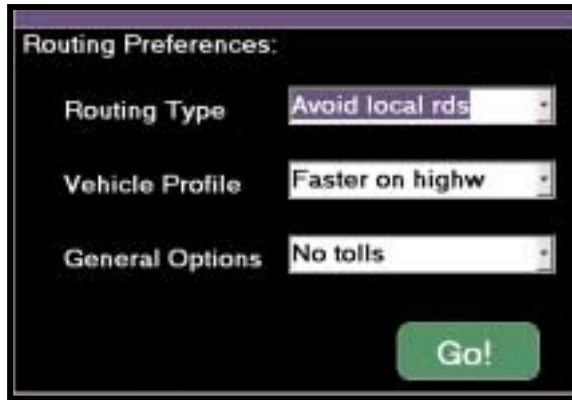 Routing Preferences:
Routing Type Avoid local rds
Vehicle Profile Faster on highw
General Options No tolls
Go!